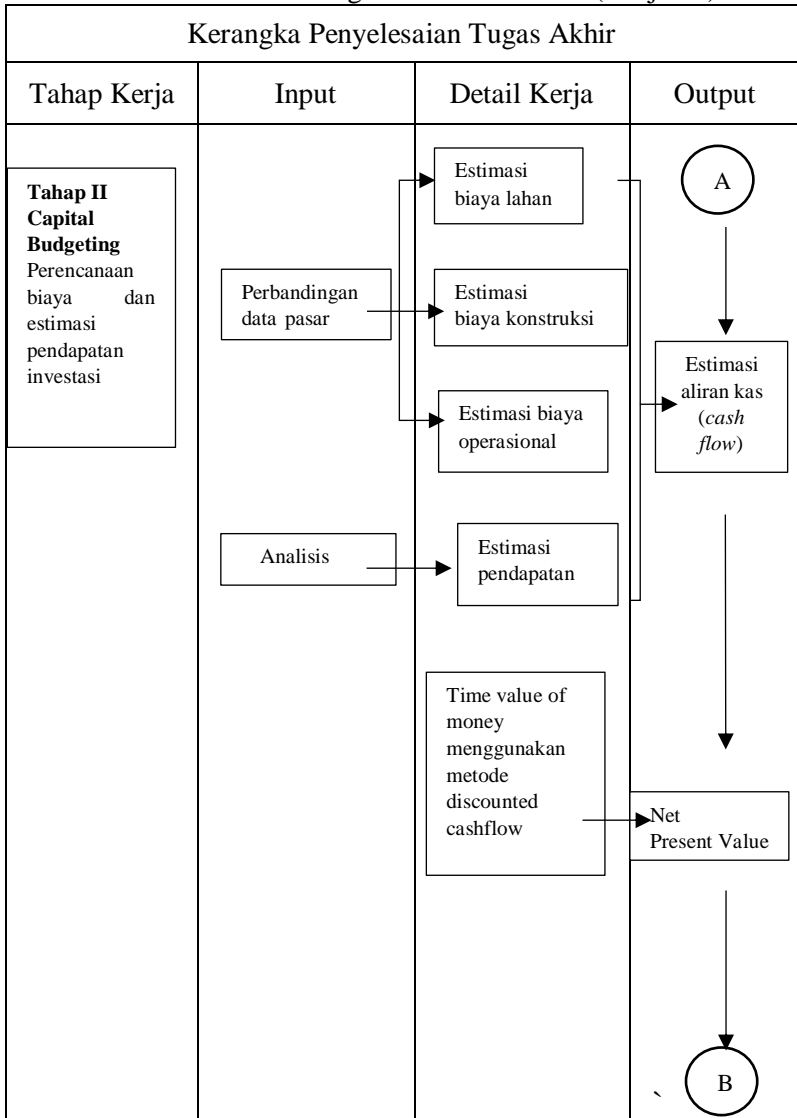 Kerangka Penyelesaian Tugas Akhir
Tahap Kerja
Input
Detail Kerja
Output
Tahap II
Capital
Budgeting
Perencanaan
biaya dan
estimasi
pendapatan
investasi
Perbandingan
data pasar
Analisis
Estimasi
biaya lahan
Estimasi
biaya konstruksi
Estimasi biaya
operasional
Estimasi
pendapatan
Time value of
money
menggunakan
metode
discounted
cashflow
A
Estimasi
aliran kas
(cash
flow)
Net
Present Value
`
B